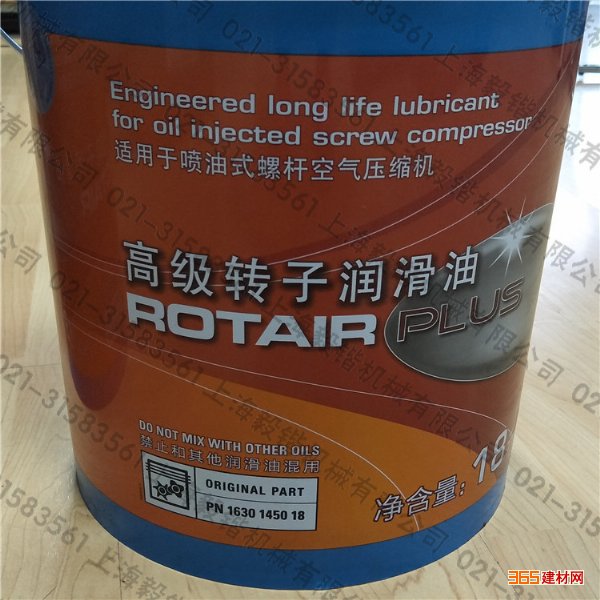 Engineered long life lubricant
for oil injected screw compressor
适用于喷油式螺杆空气压缩机
高级转子润滑油
ROTAIR PLUS
DO NOT MIX WITH OTHER OILS
禁止和其他润滑油混用
ORIGINAL PART
PN 1630 1450 18
净含量: 18
021-31583561 上海毅锴机械有限公司
365建材网